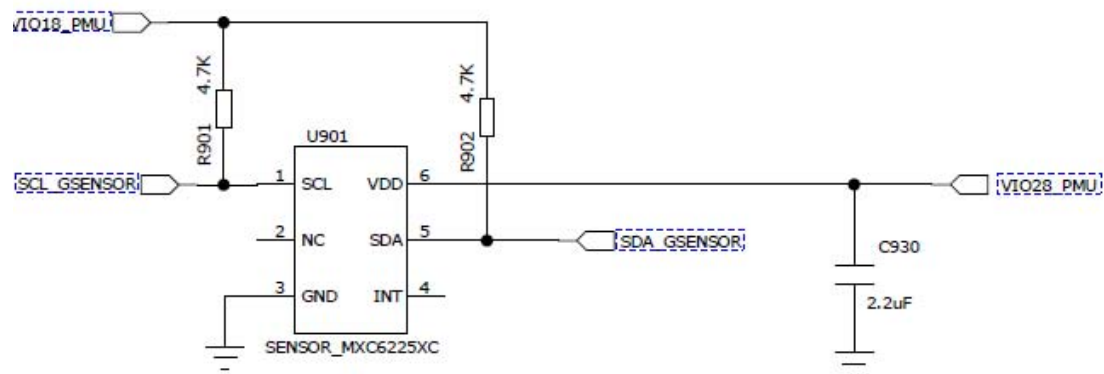 VIO18_PMU
4.7K
R901
4.7K
R902
U901
SCL_GSENSOR
1 SCL VDD 6
VIO28_PMU
2 NC SDA 5
SDA_GSENSOR
3 GND INT 4
C930
2.2uF
SENSOR_MXC6225XC